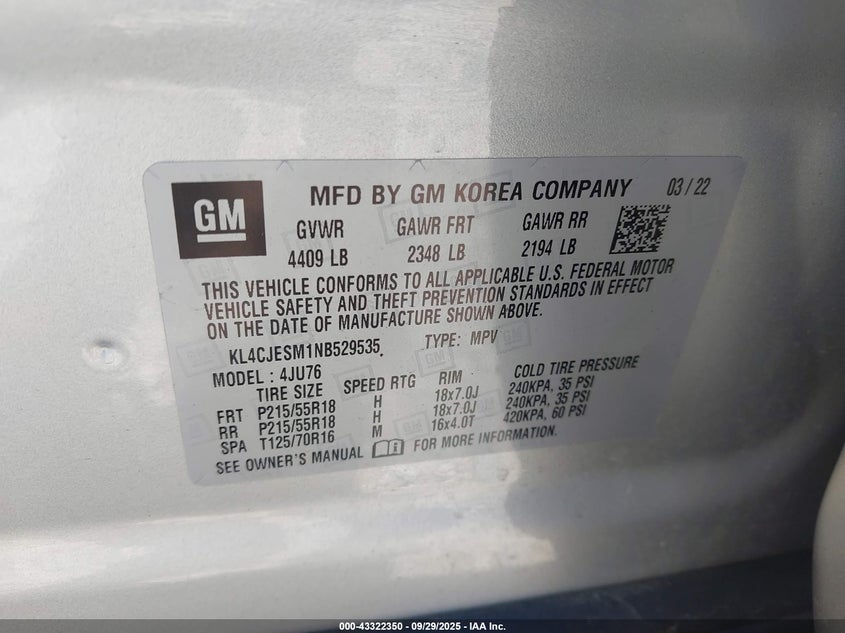 GM
MFD BY GM KOREA COMPANY 03/22
GVWR GAWR FRT GAWR RR
4409 LB 2348 LB 2194 LB
THIS VEHICLE CONFORMS TO ALL APPLICABLE U.S. FEDERAL MOTOR
VEHICLE SAFETY AND THEFT PREVENTION STANDARDS IN EFFECT
ON THE DATE OF MANUFACTURE SHOWN ABOVE.
KL4CJESM1NB529535 TYPE: MPV
MODEL : 4JU76
TIRE SIZE SPEED RTG RIM COLD TIRE PRESSURE
FRT P215/55R18 H 18x7.0J 240KPA, 35 PSI
RR P215/55R18 H 18x7.0J 240KPA, 35 PSI
SPA T125/70R16 M 16x4.0T 420KPA, 60 PSI
SEE OWNER'S MANUAL FOR MORE INFORMATION.
000-43322350 | 09/29/2025 - IAA Inc.